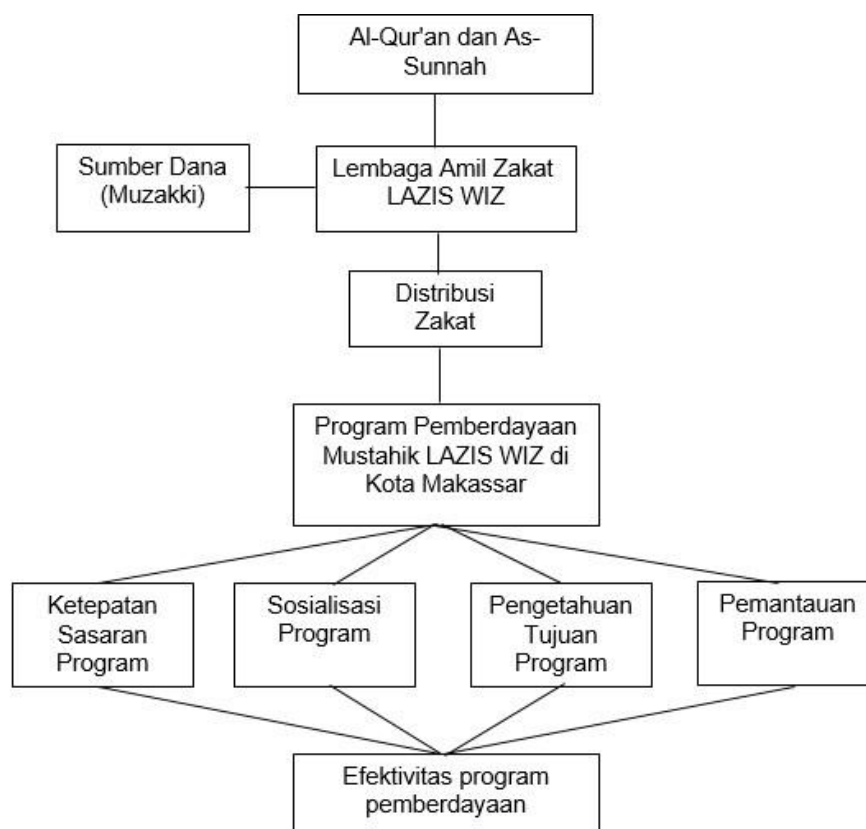 Al-Qur'an dan As-
Sunnah
Sumber Dana
(Muzakki)
Lembaga Amil Zakat
LAZIS WIZ
Distribusi
Zakat
Program Pemberdayaan
Mustahik LAZIS WIZ di
Kota Makassar
Ketepatan
Sasaran
Program
Sosialisasi
Program
Pengetahuan
Tujuan
Program
Pemantauan
Program
Efektivitas program
pemberdayaan